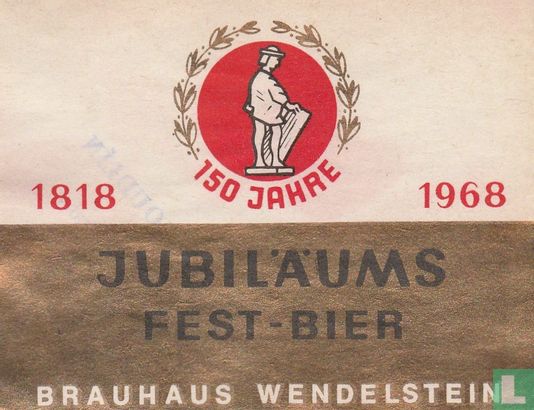 150 JAHRE
1818 1968
JUBILÄUMS
FEST-BIER
BRAUHAUS WENDELSTEIN